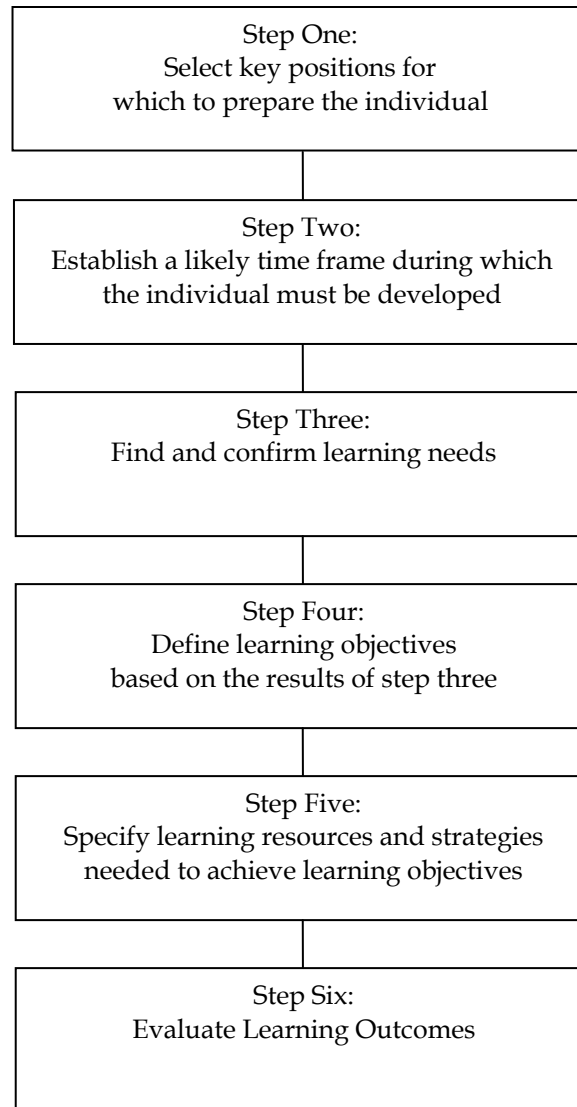 Step One:
Select key positions for
which to prepare the individual
Step Two:
Establish a likely time frame during which
the individual must be developed
Step Three:
Find and confirm learning needs
Step Four:
Define learning objectives
based on the results of step three
Step Five:
Specify learning resources and strategies
needed to achieve learning objectives
Step Six:
Evaluate Learning Outcomes